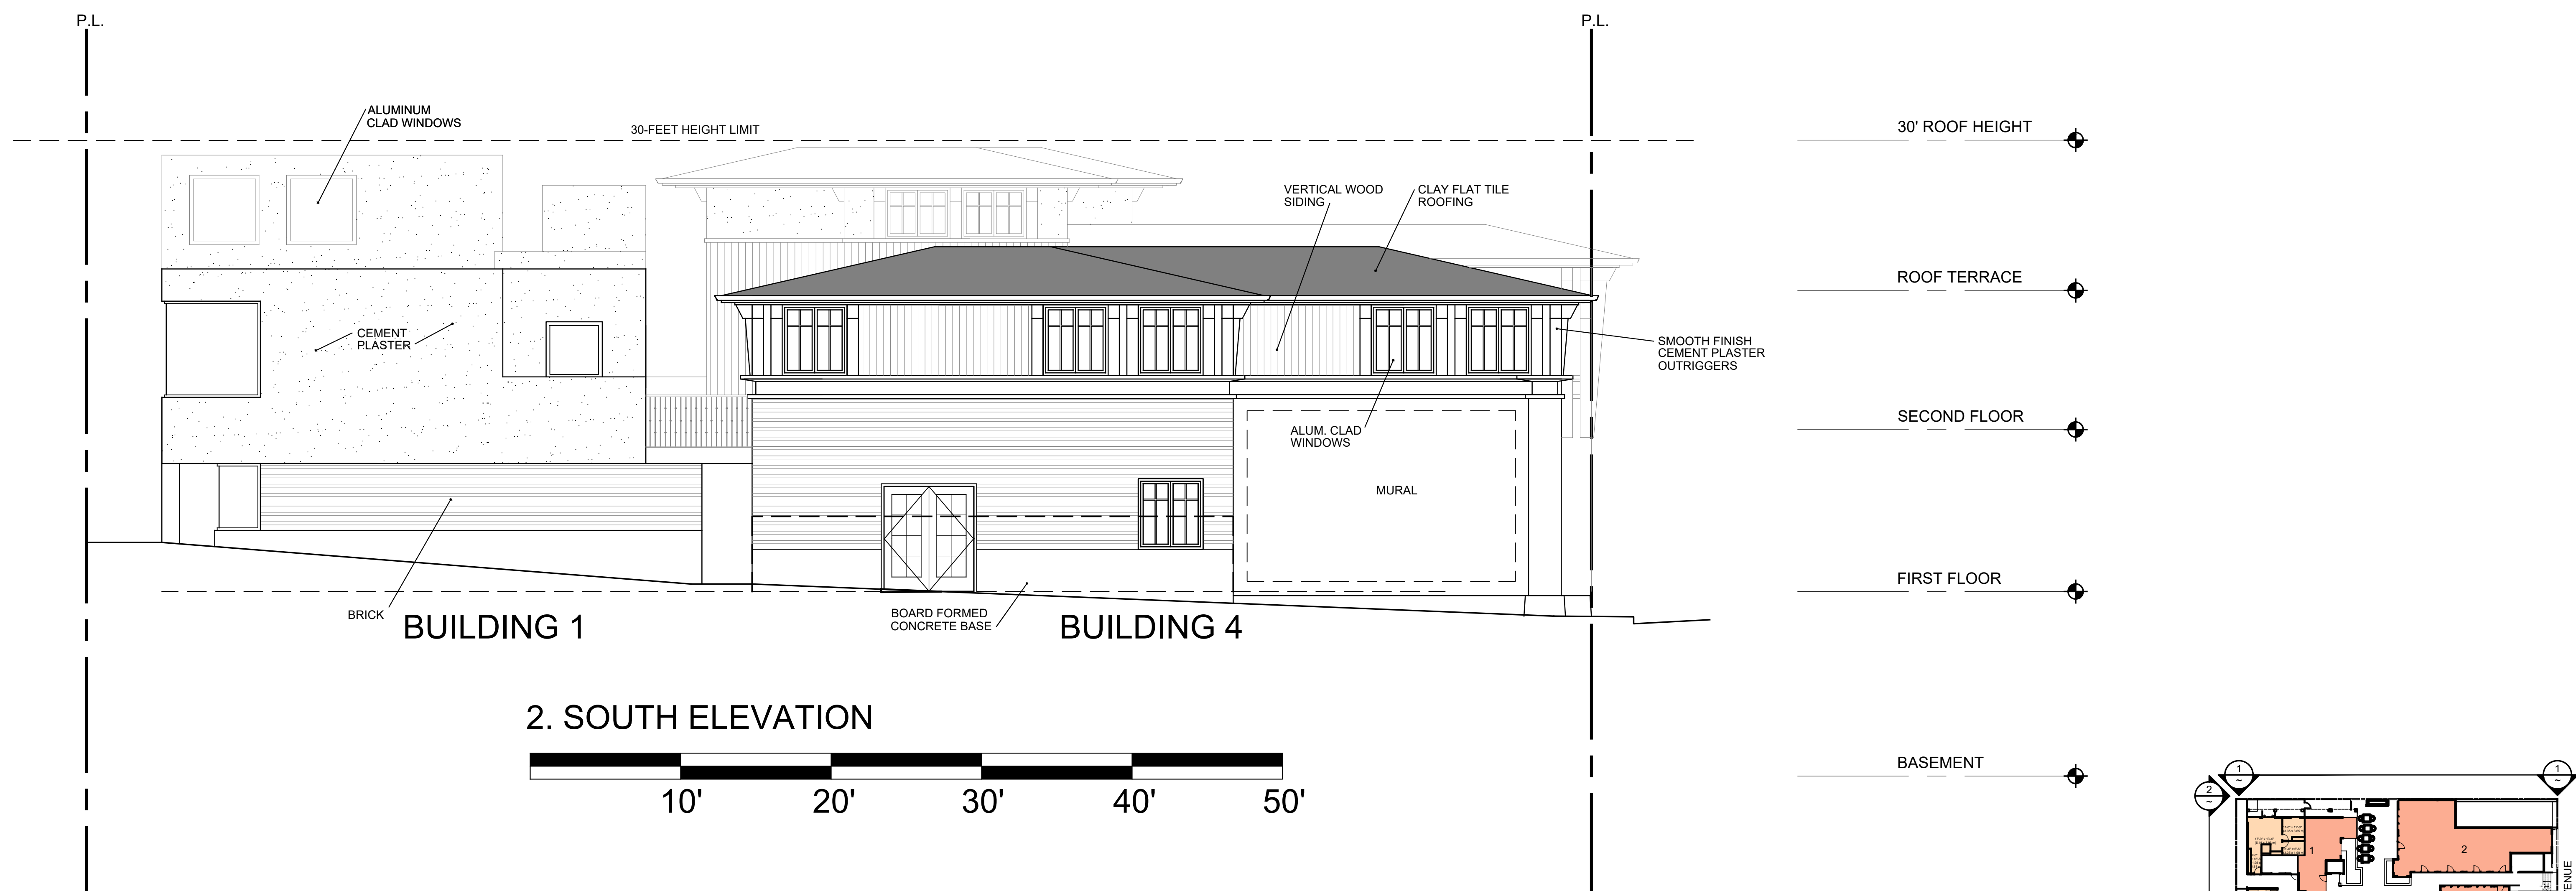 P.L.
P.L.
ALUMINUM
CLAD WINDOWS
30-FEET HEIGHT LIMIT
30' ROOF HEIGHT
VERTICAL WOOD
SIDING
CLAY FLAT TILE
ROOFING
ROOF TERRACE
CEMENT
PLASTER
SMOOTH FINISH
CEMENT PLASTER
OUTRIGGERS
SECOND FLOOR
ALUM. CLAD
WINDOWS
MURAL
FIRST FLOOR
BRICK
BUILDING 1
BOARD FORMED
CONCRETE BASE
BUILDING 4
2. SOUTH ELEVATION
10' 20' 30' 40' 50'
BASEMENT
1
~
1
~
2
~
1
2